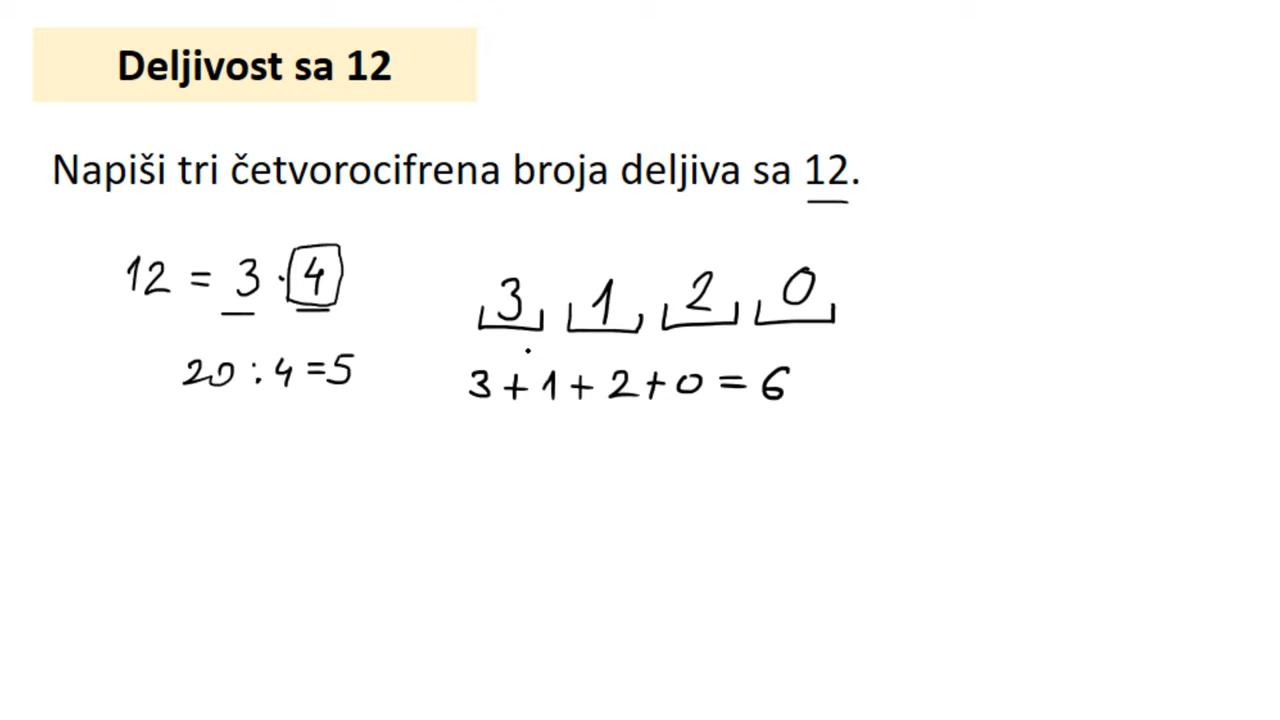 Deljivost sa 12
Napiši tri četvorocifrena broja deljiva sa 12.
12 = 3 · 4
3 1 2 0
20 : 4 = 5
3 + 1 + 2 + 0 = 6